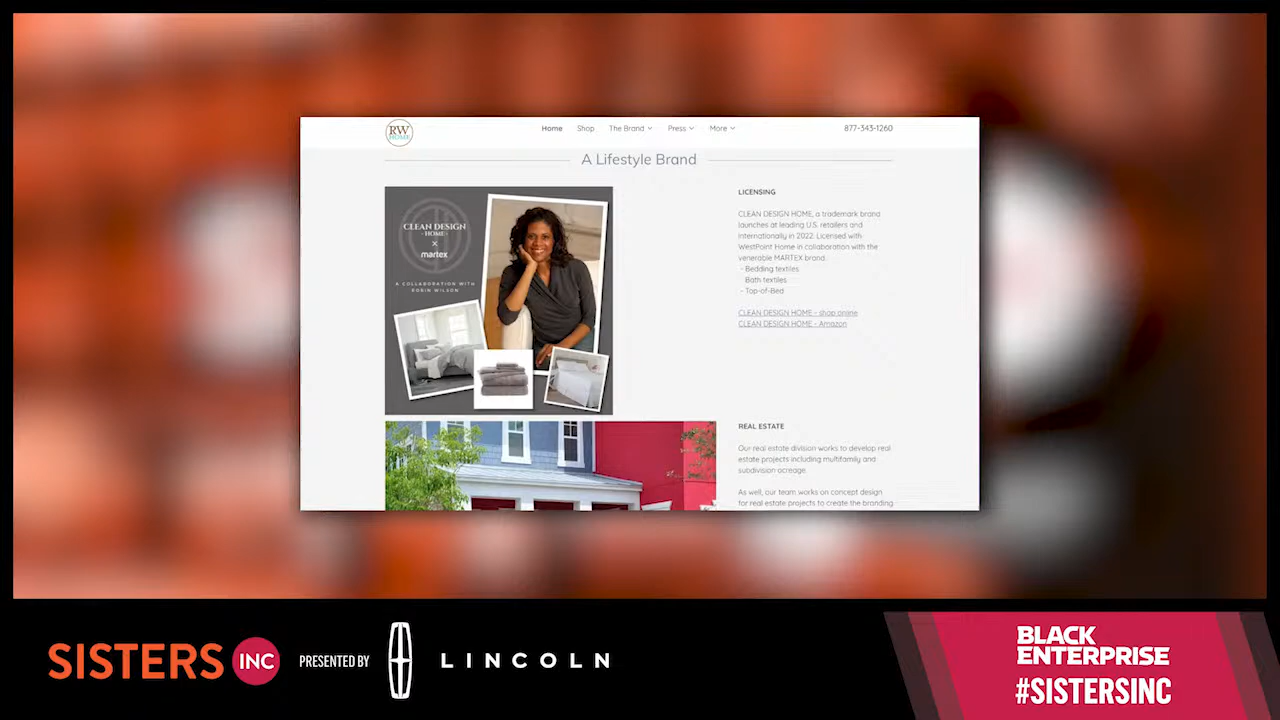 RW
HOME
Home Shop The Brand Press More 877-343-1260
A Lifestyle Brand
CLEAN DESIGN
HOME
×
martex
A COLLABORATION WITH
ROBIN WILSON
LICENSING
CLEAN DESIGN HOME, a trademark brand
launches at leading U.S. retailers and
internationally in 2022. Licensed with
WestPoint Home in collaboration with the
venerable MARTEX brand.
- Bedding textiles
Bath textiles
- Top-of-Bed
CLEAN DESIGN HOME - shop online
CLEAN DESIGN HOME - Amazon
REAL ESTATE
Our real estate division works to develop real
estate projects including multifamily and
subdivision acreage.
As well, our team works on concept design
for real estate projects to create the branding
SISTERS INC PRESENTED BY LINCOLN
BLACK
ENTERPRISE
#SISTERSINC